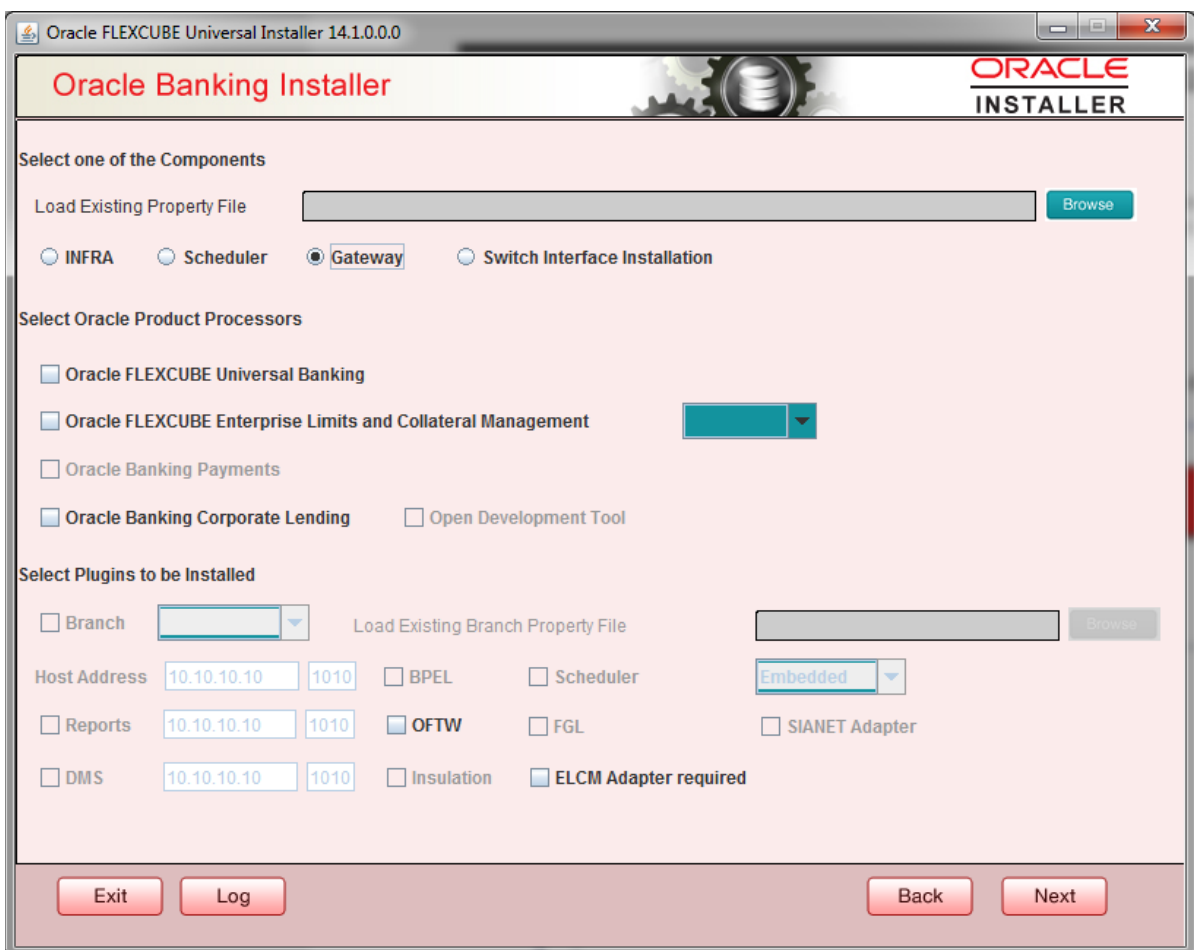 Oracle FLEXCUBE Universal Installer 14.1.0.0.0
Oracle Banking Installer
ORACLE
INSTALLER
Select one of the Components
Load Existing Property File
Browse
INFRA Scheduler Gateway Switch Interface Installation
Select Oracle Product Processors
Oracle FLEXCUBE Universal Banking
Oracle FLEXCUBE Enterprise Limits and Collateral Management
Oracle Banking Payments
Oracle Banking Corporate Lending Open Development Tool
Select Plugins to be Installed
Branch Load Existing Branch Property File Browse
Host Address 10.10.10.10 1010 BPEL Scheduler Embedded
Reports 10.10.10.10 1010 OFTW FGL SIANET Adapter
DMS 10.10.10.10 1010 Insulation ELCM Adapter required
Exit Log Back Next